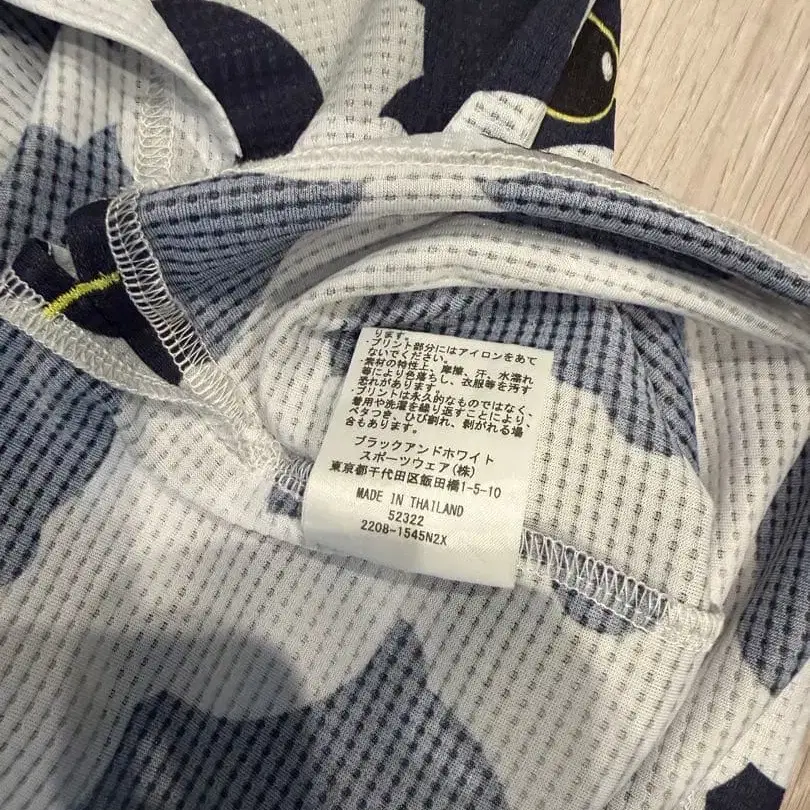 ります。
・プリント部分にはアイロンをあて
ないでください。
・素材の特性上、摩擦、汗、水濡れ
等により色落ちし、衣服等を汚す
恐れがあります。
・プリントは永久的なものではなく、
着用や洗濯を繰り返すことにより、
ベタつき、ひび割れ、剥がれる場
合もあります。
ブラックアンドホワイト
スポーツウェア(株)
東京都千代田区飯田橋1-5-10
MADE IN THAILAND
52322
2208-1545N2X